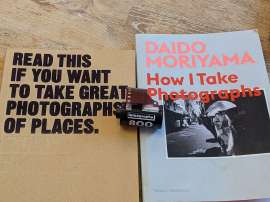 READ THIS
IF YOU WANT
TO TAKE GREAT
PHOTOGRAPHS
OF PLACES.
800
DAIDO
MORIYAMA
How I Take
Photographs